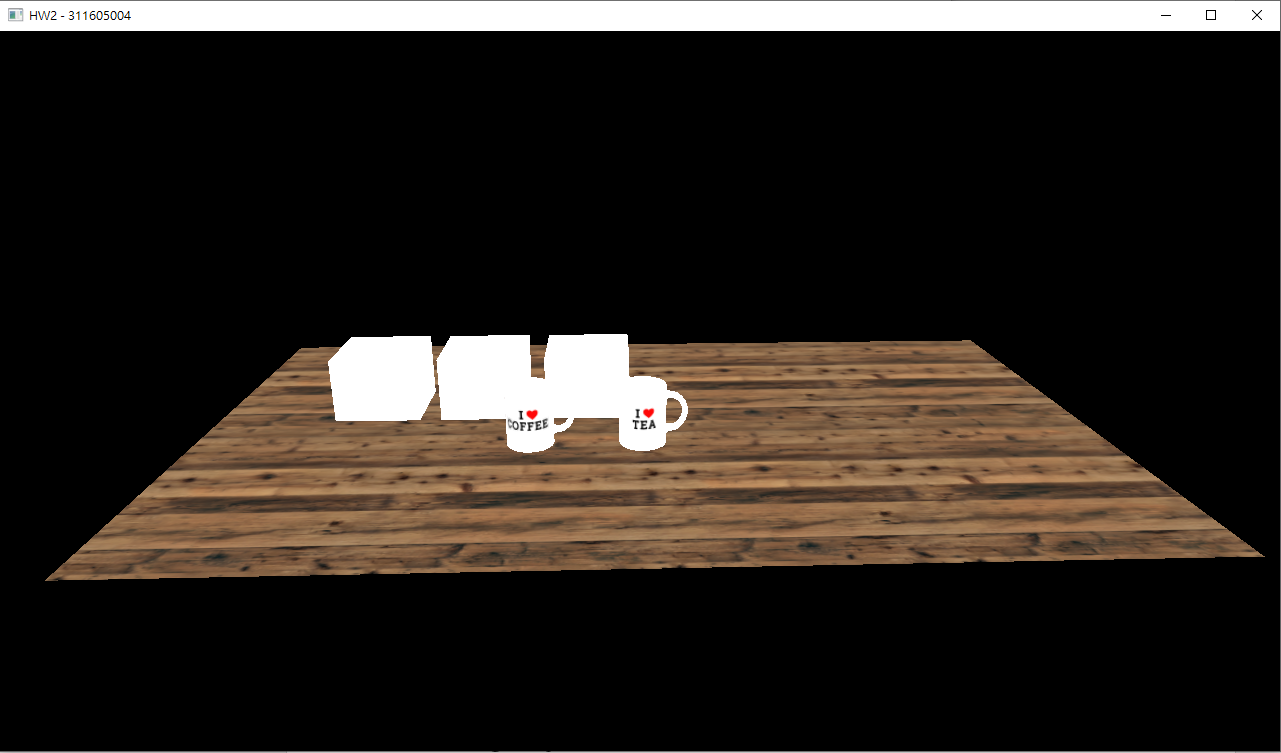 HW2 - 311605004
I ❤
COFFEE
I ❤
TEA